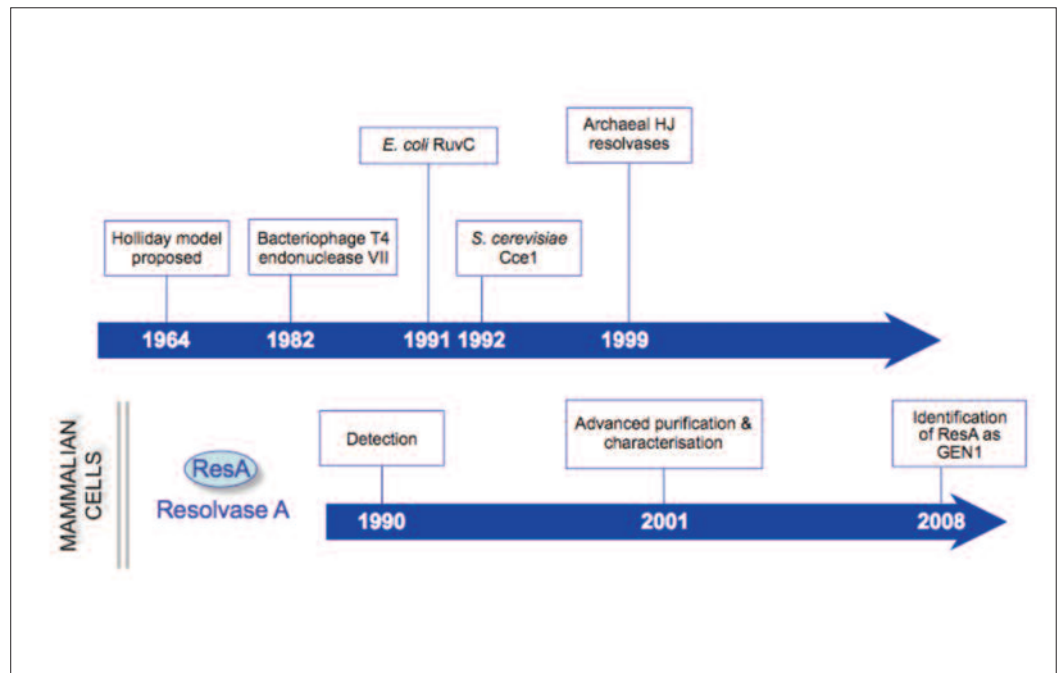 Archaeal HJ
resolvases
E. coli RuvC
Holliday model
proposed
Bacteriophage T4
endonuclease VII
S. cerevisiae
Cce1
1964
1982
1991
1992
1999
MAMMALIAN
CELLS
ResA
Resolvase A
Detection
Advanced purification &
characterisation
Identification
of ResA as
GEN1
1990
2001
2008